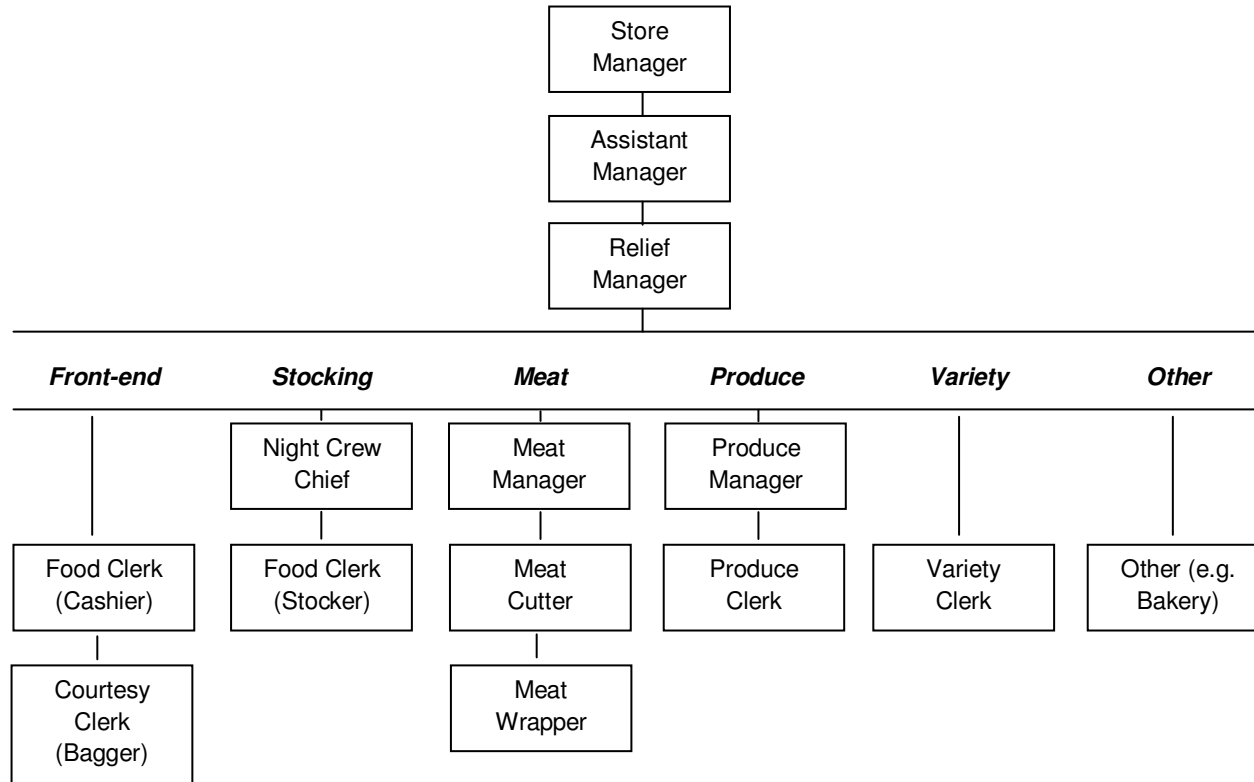 Store
Manager
Assistant
Manager
Relief
Manager
Front-end
Stocking
Meat
Produce
Variety
Other
Night Crew
Chief
Meat
Manager
Produce
Manager
Food Clerk
(Cashier)
Food Clerk
(Stocker)
Meat
Cutter
Produce
Clerk
Variety
Clerk
Other (e.g.
Bakery)
Courtesy
Clerk
(Bagger)
Meat
Wrapper